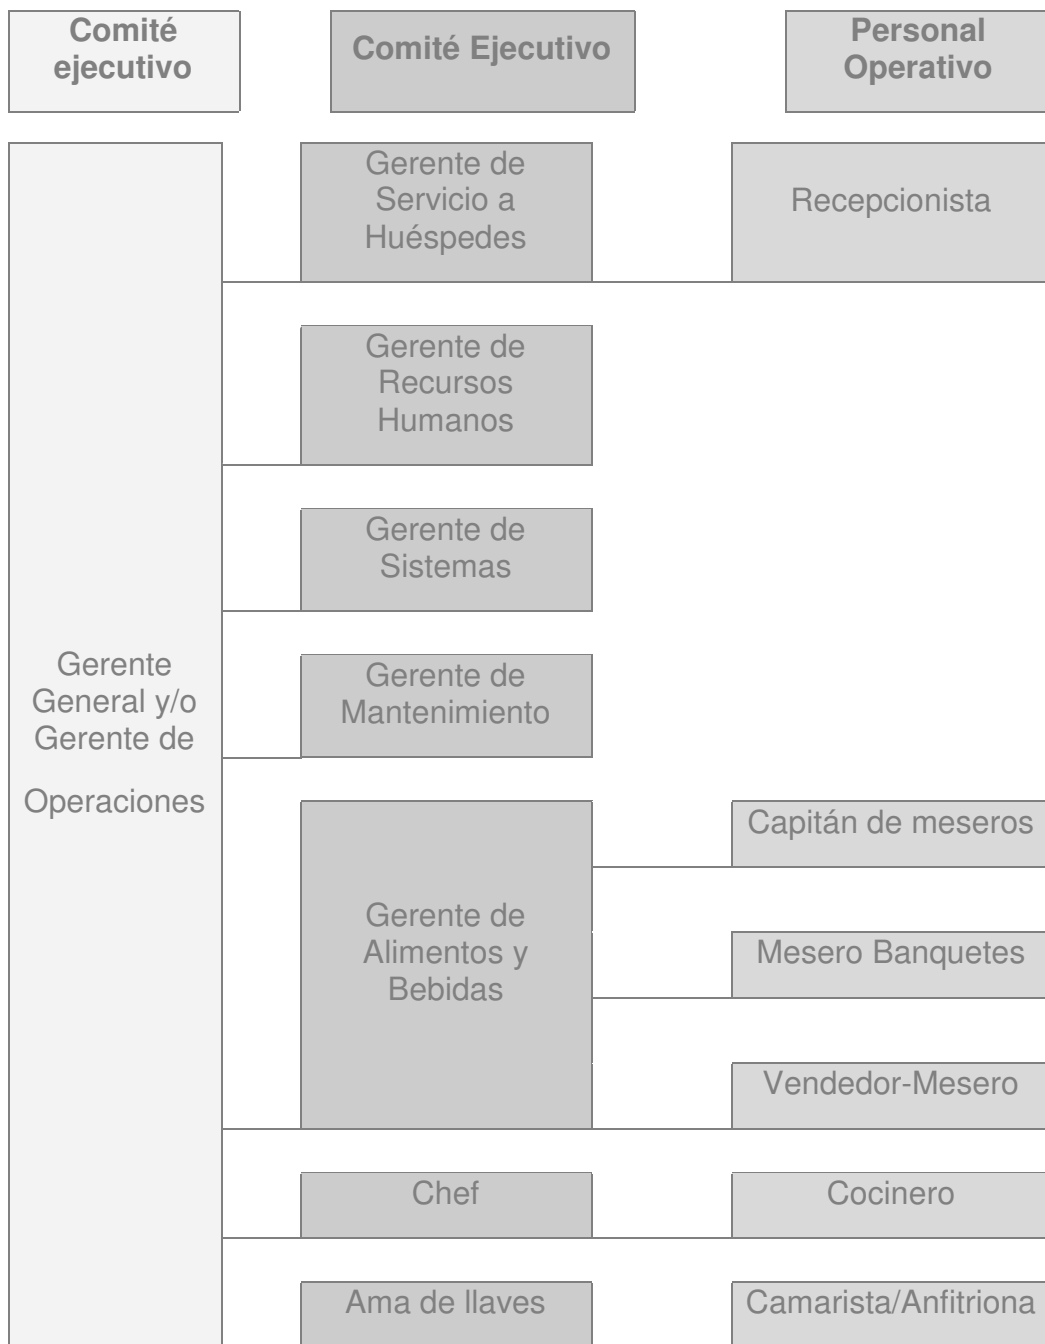 Comité
ejecutivo
Comité Ejecutivo
Personal
Operativo
Gerente
General y/o
Gerente de
Operaciones
Gerente de
Servicio a
Huéspedes
Recepcionista
Gerente de
Recursos
Humanos
Gerente de
Sistemas
Gerente de
Mantenimiento
Gerente de
Alimentos y
Bebidas
Capitán de meseros
Mesero Banquetes
Vendedor-Mesero
Chef
Cocinero
Ama de llaves
Camarista/Anfitriona